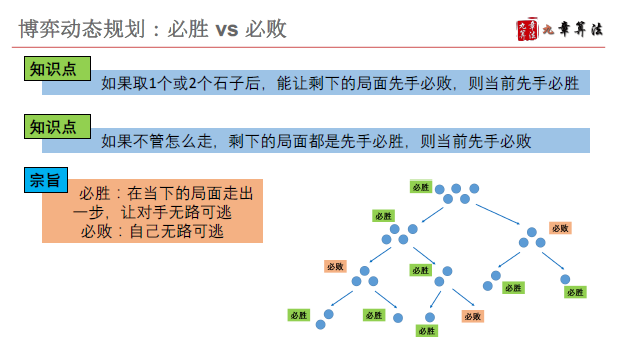 博弈动态规划：必胜 vs 必败
九章算法
知识点
如果取1个或2个石子后，能让剩下的局面先手必败，则当前先手必胜
知识点
如果不管怎么走，剩下的局面都是先手必胜，则当前先手必败
宗旨
必胜：在当下的局面走出
一步，让对手无路可逃
必败：自己无路可逃
必胜
必胜
必败
必败
必胜
必胜
必胜
必胜
必胜
必胜
必败